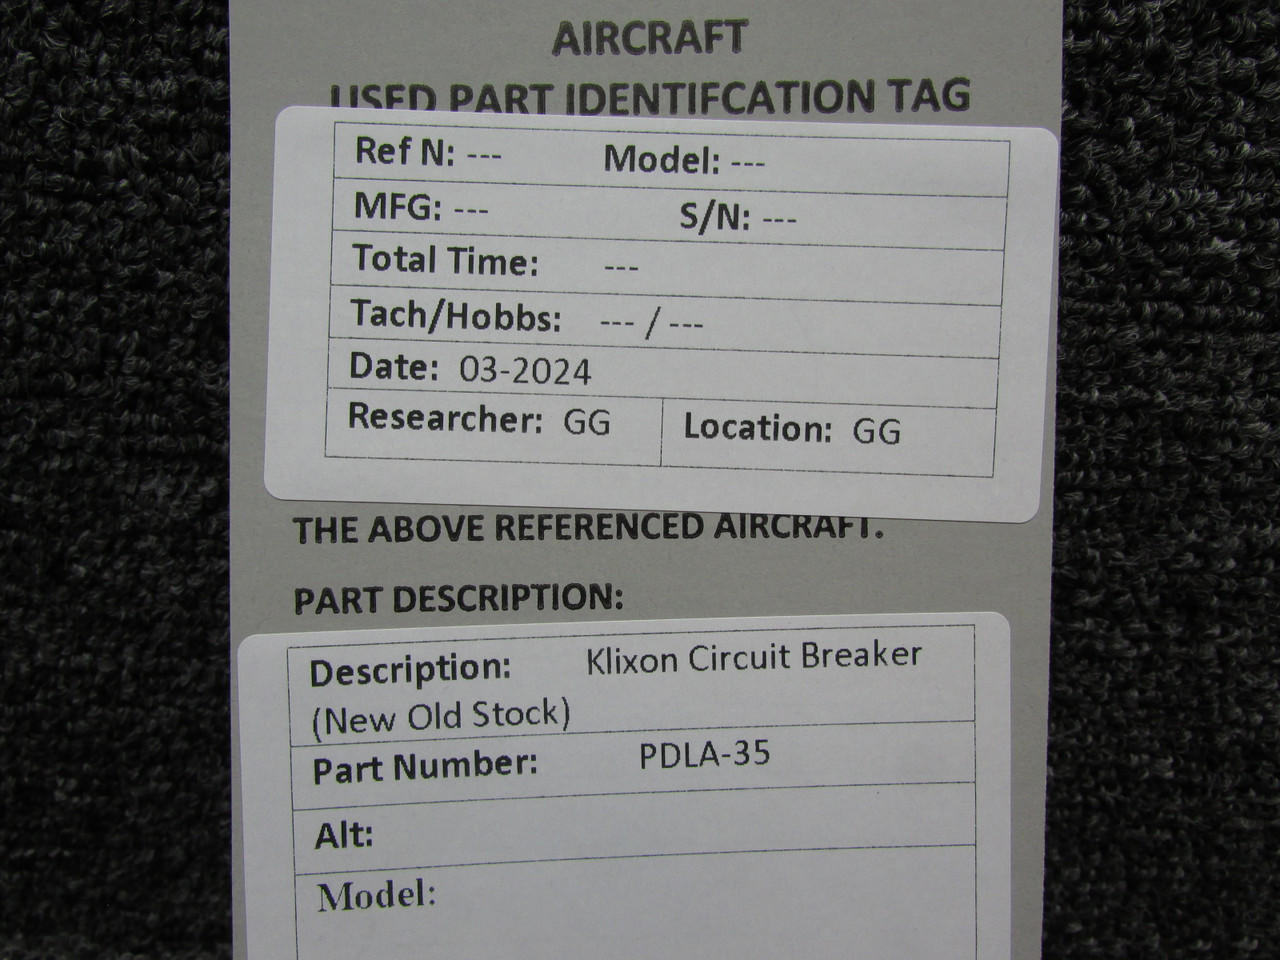 AIRCRAFT
USED PART IDENTIFCATION TAG
Ref N: --- Model: ---
MFG: --- S/N: ---
Total Time: ---
Tach/Hobbs: --- / ---
Date: 03-2024
Researcher: GG Location: GG
THE ABOVE REFERENCED AIRCRAFT.
PART DESCRIPTION:
Description: Klixon Circuit Breaker
(New Old Stock)
Part Number: PDLA-35
Alt:
Model: